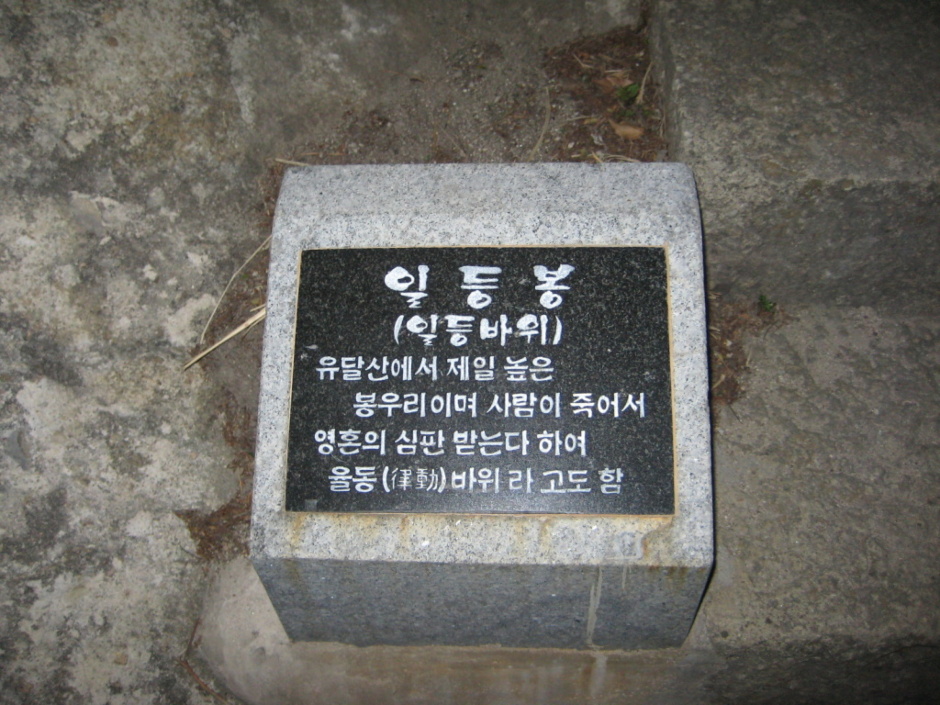 일등봉
(일등바위)
유달산에서 제일 높은
봉우리이며 사람이 죽어서
영혼의 심판 받는다 하여
율동(律動)바위 라 고도 함